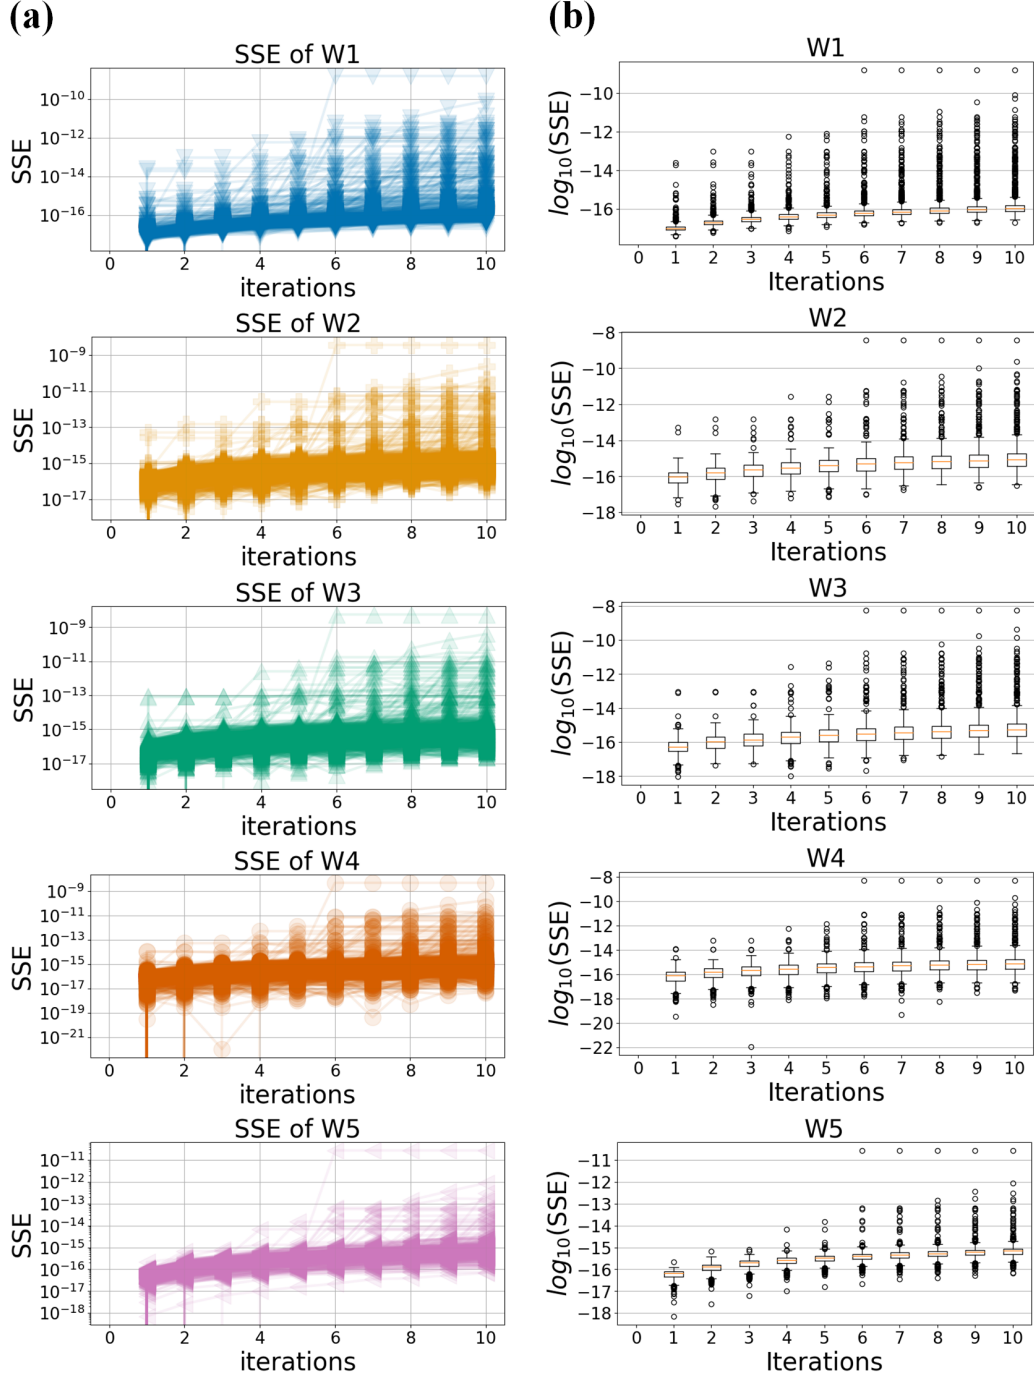 (a)
(b)
SSE of W1
SSE
10^-10
10^-12
10^-14
10^-16
0 2 4 6 8 10
iterations
W1
log10(SSE)
−10
−12
−14
−16
0 1 2 3 4 5 6 7 8 9 10
Iterations
SSE of W2
SSE
10^-9
10^-11
10^-13
10^-15
10^-17
0 2 4 6 8 10
iterations
W2
log10(SSE)
−8
−10
−12
−14
−16
−18
0 1 2 3 4 5 6 7 8 9 10
Iterations
SSE of W3
SSE
10^-9
10^-11
10^-13
10^-15
10^-17
0 2 4 6 8 10
iterations
W3
log10(SSE)
−8
−10
−12
−14
−16
−18
0 1 2 3 4 5 6 7 8 9 10
Iterations
SSE of W4
SSE
10^-9
10^-11
10^-13
10^-15
10^-17
10^-19
10^-21
0 2 4 6 8 10
iterations
W4
log10(SSE)
−8
−10
−12
−14
−16
−18
−20
−22
0 1 2 3 4 5 6 7 8 9 10
Iterations
SSE of W5
SSE
10^-11
10^-12
10^-13
10^-14
10^-15
10^-16
10^-17
10^-18
0 2 4 6 8 10
iterations
W5
log10(SSE)
−11
−12
−13
−14
−15
−16
−17
−18
0 1 2 3 4 5 6 7 8 9 10
Iterations